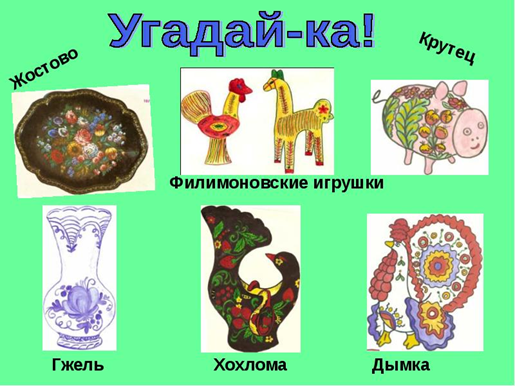 Угадай-ка!
Жостово
Крутец
Филимоновские игрушки
Гжель
Хохлома
Дымка